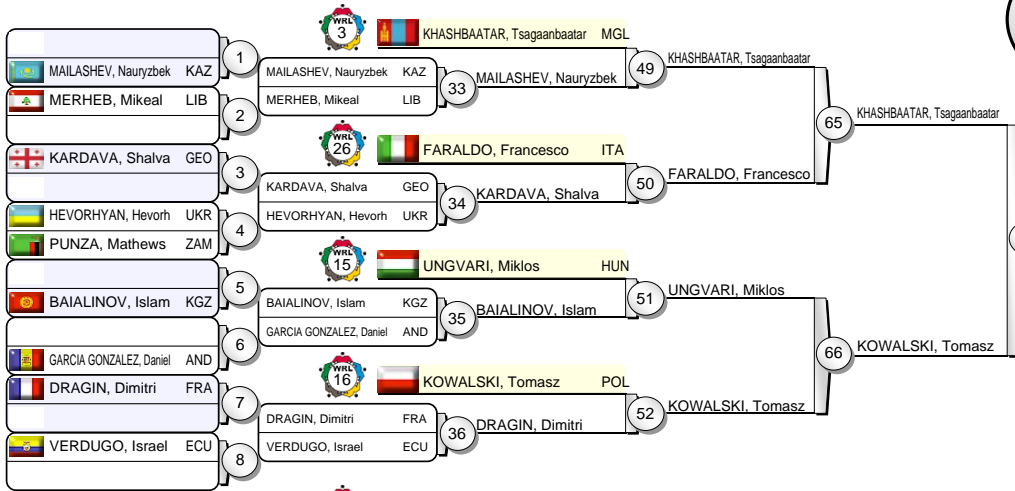 WRL
3
KHASHBAATAR, Tsagaanbaatar MGL
KHASHBAATAR, Tsagaanbaatar
1
MAILASHEV, Nauryzbek KAZ
MAILASHEV, Nauryzbek KAZ
MAILASHEV, Nauryzbek
49
33
MERHEB, Mikeal LIB
MERHEB, Mikeal LIB
2
KHASHBAATAR, Tsagaanbaatar
65
WRL
26
FARALDO, Francesco ITA
FARALDO, Francesco
KARDAVA, Shalva GEO
3
KARDAVA, Shalva GEO
KARDAVA, Shalva
50
34
HEVORHYAN, Hevorh UKR
HEVORHYAN, Hevorh UKR
4
PUNZA, Mathews ZAM
WRL
15
UNGVARI, Miklos HUN
UNGVARI, Miklos
5
BAIALINOV, Islam KGZ
BAIALINOV, Islam KGZ
BAIALINOV, Islam
51
35
GARCIA GONZALEZ, Daniel AND
6
GARCIA GONZALEZ, Daniel AND
KOWALSKI, Tomasz
66
WRL
16
KOWALSKI, Tomasz POL
KOWALSKI, Tomasz
DRAGIN, Dimitri FRA
7
DRAGIN, Dimitri FRA
DRAGIN, Dimitri
52
36
VERDUGO, Israel ECU
VERDUGO, Israel ECU
8